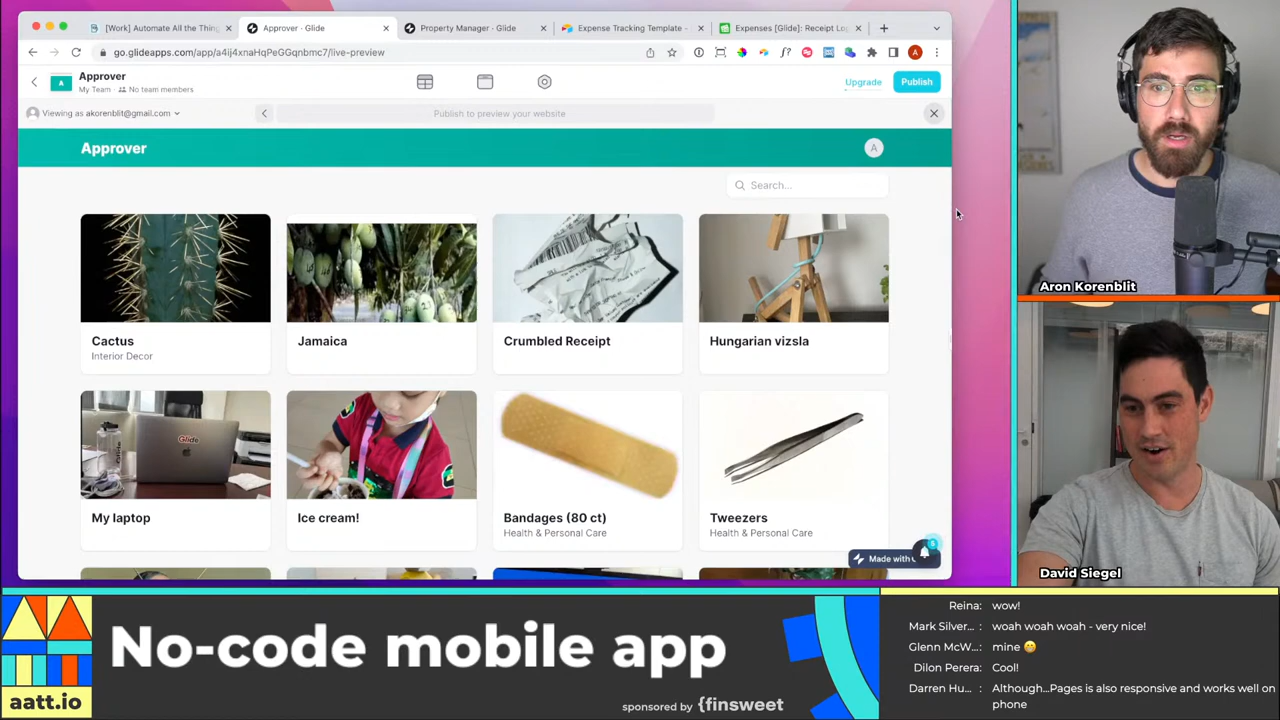 [Work] Automate All the Thing
Approver · Glide
Property Manager · Glide
Expense Tracking Template -
Expenses [Glide]: Receipt Log
go.glideapps.com/app/a4ij4xnaHqPeGGqnbmc7/live-preview
A
A
Approver
My Team · No team members
Upgrade
Publish
Viewing as akorenblit@gmail.com
Publish to preview your website
Approver
A
Search...
Cactus
Interior Decor
Jamaica
Crumbled Receipt
Hungarian vizsla
Glide
My laptop
Ice cream!
Bandages (80 ct)
Health & Personal Care
Tweezers
Health & Personal Care
5
Made with
Aron Korenblit
David Siegel
aatt.io
No-code mobile app
sponsored by {finsweet
Reina: wow!
Mark Silver... : woah woah woah - very nice!
Glenn McW... : mine 😁
Dilon Perera: Cool!
Darren Hu... : Although...Pages is also responsive and works well on
phone